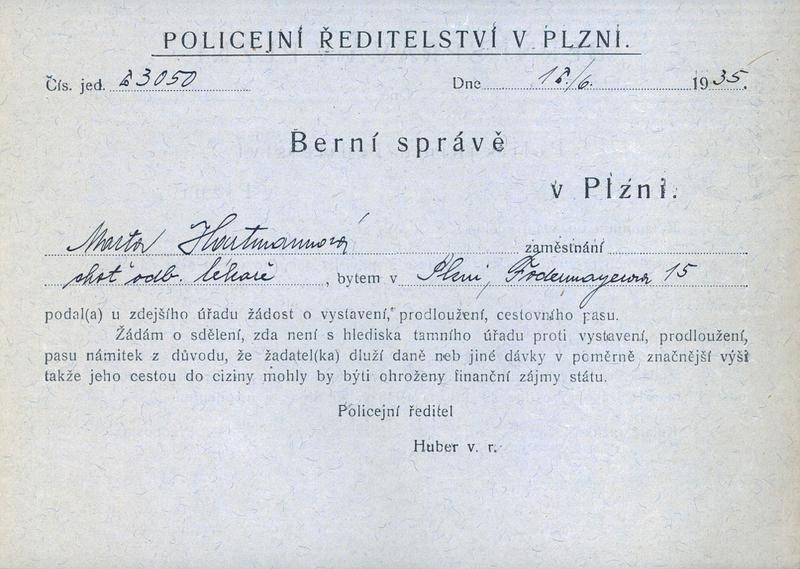 POLICEJNÍ ŘEDITELSTVÍ V PLZNI.
Čís. jed. 23050 Dne 12/6. 1935.
Berní správě
v Plzni.
Marta Hartmannová zaměstnání
choť odb. lékaře, bytem v Plzni, Fodermayerova 15
podal(a) u zdejšího úřadu žádost o vystavení, prodloužení, cestovního pasu.
Žádám o sdělení, zda není s hlediska tamního úřadu proti vystavení, prodloužení,
pasu námitek z důvodu, že žadatel(ka) dluží daně neb jiné dávky v poměrně značnější výši
takže jeho cestou do ciziny mohly by býti ohroženy finanční zájmy státu.
Policejní ředitel
Huber v. r.